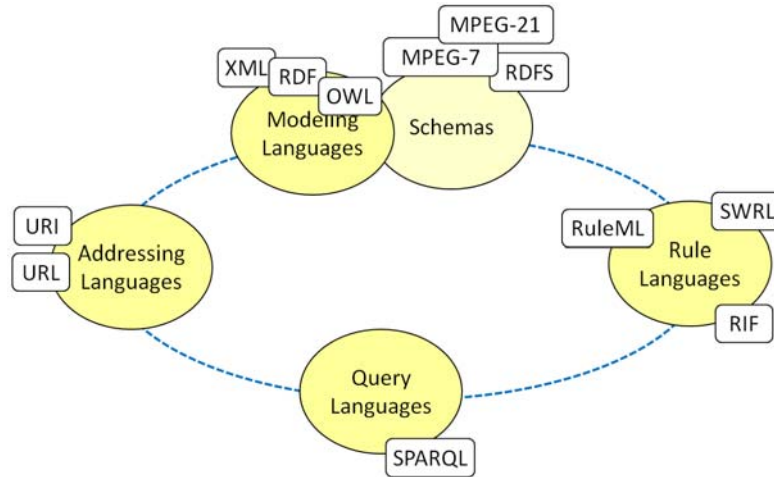 MPEG-21
MPEG-7
RDFS
XML
RDF
OWL
Modeling
Languages
Schemas
URI
URL
Addressing
Languages
RuleML
SWRL
Rule
Languages
RIF
Query
Languages
SPARQL